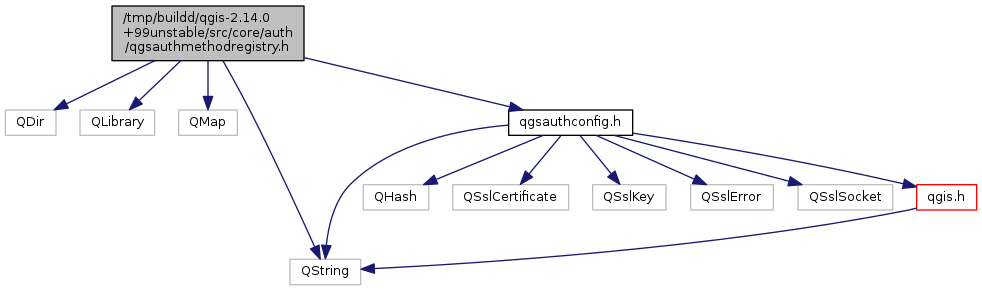 /tmp/buildd/qgis-2.14.0
+99unstable/src/core/auth
/qgsauthmethodregistry.h
QDir
QLibrary
QMap
qgsauthconfig.h
QHash
QSslCertificate
QSslKey
QSslError
QSslSocket
qgis.h
QString